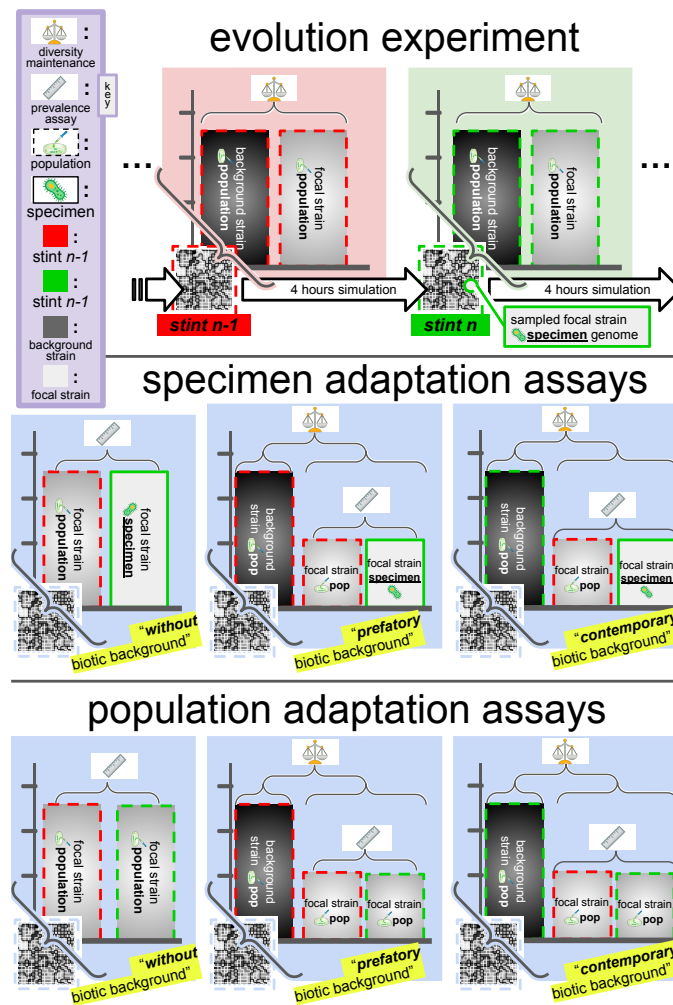 key
:
diversity
maintenance
:
prevalence
assay
:
population
:
specimen
:
stint n-1
:
stint n-1
:
background
strain
:
focal strain
evolution experiment
...
background strain
population
focal strain
population
background strain
population
focal strain
population
...
4 hours simulation
4 hours simulation
stint n-1
stint n
sampled focal strain
specimen genome
specimen adaptation assays
focal strain
population
focal strain
specimen
"without
biotic background"
background
strain pop
focal strain
pop
focal strain
specimen
"prefatory
biotic background"
background
strain pop
focal strain
pop
focal strain
specimen
"contemporary
biotic background"
population adaptation assays
focal strain
population
focal strain
population
"without
biotic background"
background
strain pop
focal strain
pop
focal strain
pop
"prefatory
biotic background"
background
strain pop
focal strain
pop
focal strain
pop
"contemporary
biotic background"